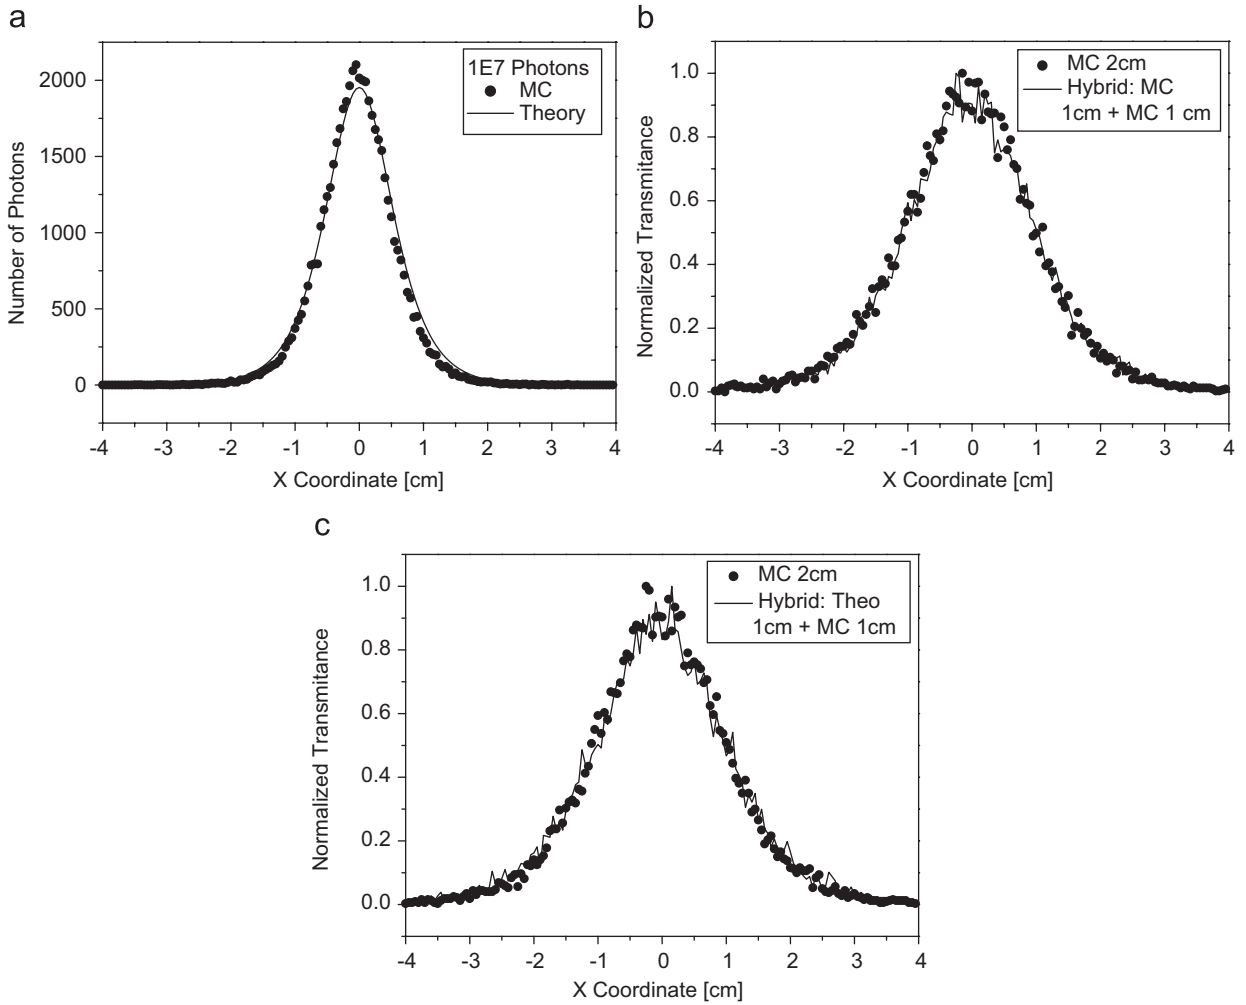 a
2000
1500
1000
500
0
Number of Photons
1E7 Photons
MC
Theory
-4 -3 -2 -1 0 1 2 3 4
X Coordinate [cm]
b
1.0
0.8
0.6
0.4
0.2
0.0
Normalized Transmitance
MC 2cm
Hybrid: MC
1cm + MC 1 cm
-4 -3 -2 -1 0 1 2 3 4
X Coordinate [cm]
c
1.0
0.8
0.6
0.4
0.2
0.0
Normalized Transmitance
MC 2cm
Hybrid: Theo
1cm + MC 1cm
-4 -3 -2 -1 0 1 2 3 4
X Coordinate [cm]